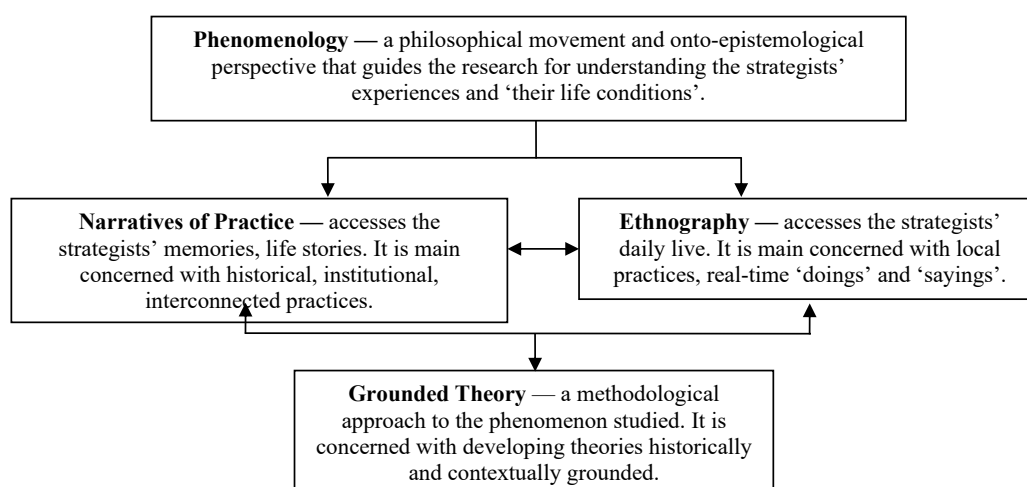 Phenomenology — a philosophical movement and onto-epistemological
perspective that guides the research for understanding the strategists’
experiences and ‘their life conditions’.
Narratives of Practice — accesses the
strategists’ memories, life stories. It is main
concerned with historical, institutional,
interconnected practices.
Ethnography — accesses the strategists’
daily live. It is main concerned with local
practices, real-time ‘doings’ and ‘sayings’.
Grounded Theory — a methodological
approach to the phenomenon studied. It is
concerned with developing theories historically
and contextually grounded.